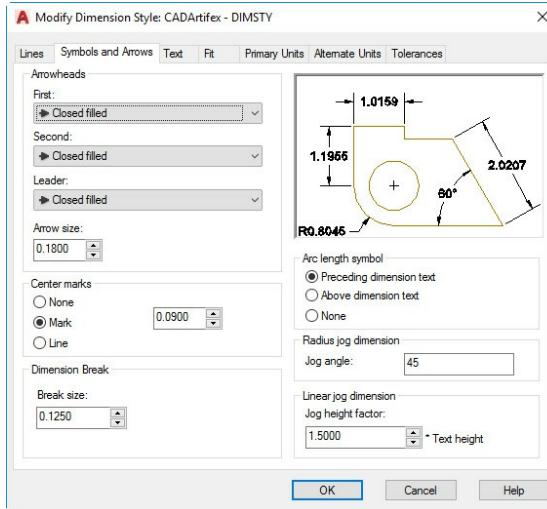 Modify Dimension Style: CADArtifex - DIMSTY
Lines Symbols and Arrows Text Fit Primary Units Alternate Units Tolerances
Arrowheads
First:
Closed filled
Second:
Closed filled
Leader:
Closed filled
Arrow size:
0.1800
Center marks
None
Mark
0.0900
Line
Dimension Break
Break size:
0.1250
1.0159
1.1955
2.0207
60°
R0.8045
Arc length symbol
Preceding dimension text
Above dimension text
None
Radius jog dimension
Jog angle: 45
Linear jog dimension
Jog height factor:
1.5000 * Text height
OK Cancel Help